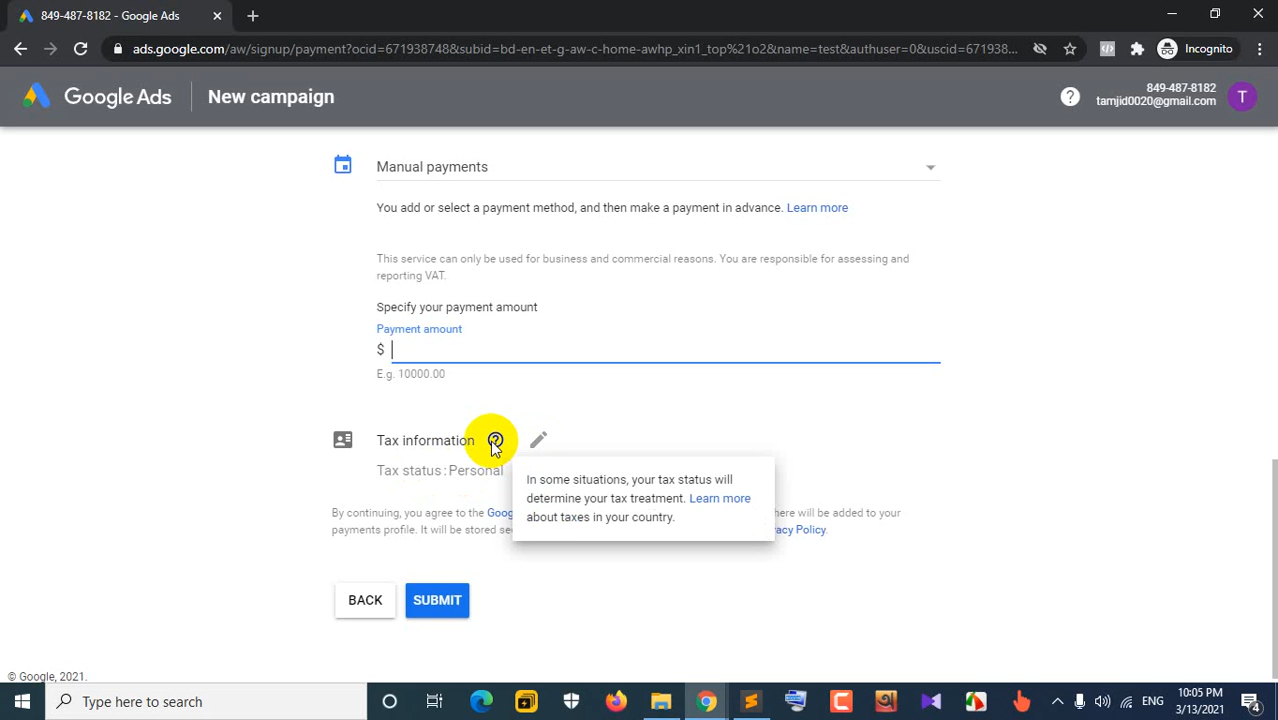 849-487-8182 - Google Ads
ads.google.com/aw/signup/payment?ocid=671938748&subid=bd-en-et-g-aw-c-home-awhp_xin1_top%21o2&name=test&authuser=0&uscid=671938...
Incognito
Google Ads
New campaign
849-487-8182
tamjid0020@gmail.com
T
Manual payments
You add or select a payment method, and then make a payment in advance. Learn more
This service can only be used for business and commercial reasons. You are responsible for assessing and
reporting VAT.
Specify your payment amount
Payment amount
$
E.g. 10000.00
Tax information
Tax status : Personal
In some situations, your tax status will
determine your tax treatment. Learn more
about taxes in your country.
By continuing, you agree to the Goog here will be added to your
payments profile. It will be stored se acy Policy.
BACK
SUBMIT
© Google, 2021.
Type here to search
ENG
10:05 PM
3/13/2021
4